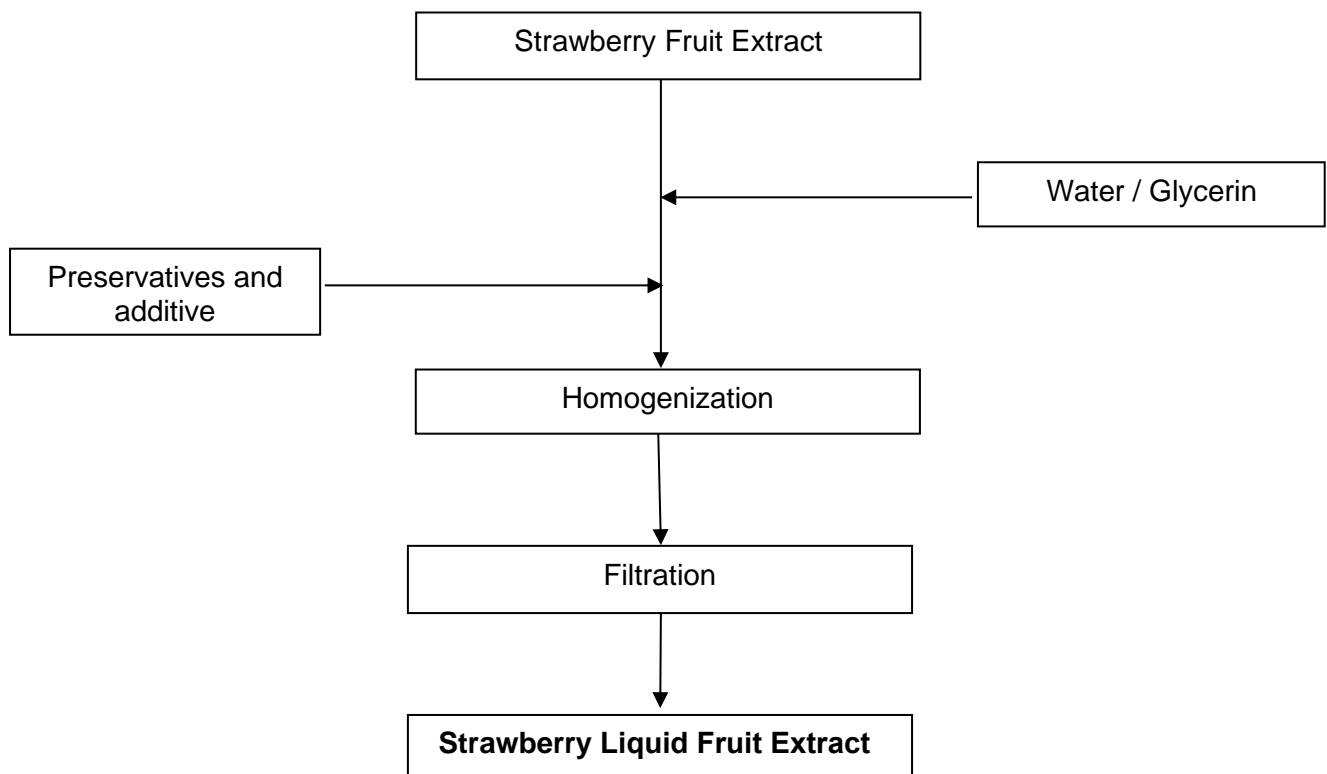 Strawberry Fruit Extract
Water / Glycerin
Preservatives and
additive
Homogenization
Filtration
Strawberry Liquid Fruit Extract